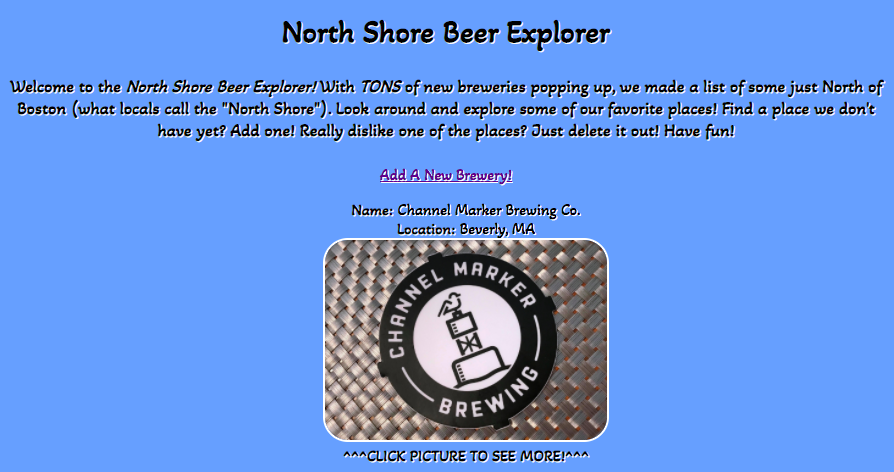 North Shore Beer Explorer
Welcome to the North Shore Beer Explorer! With TONS of new breweries popping up, we made a list of some just North of
Boston (what locals call the "North Shore"). Look around and explore some of our favorite places! Find a place we don't
have yet? Add one! Really dislike one of the places? Just delete it out! Have fun!
Add A New Brewery!
Name: Channel Marker Brewing Co.
Location: Beverly, MA
CHANNEL MARKER
BREWING
^^^CLICK PICTURE TO SEE MORE!^^^